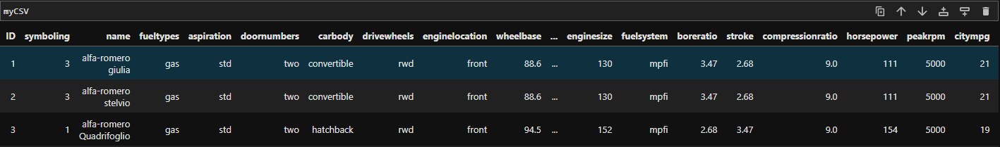 myCSV
ID symboling name fueltypes aspiration doornumbers carbody drivewheels enginelocation wheelbase ... enginesize fuelsystem boreratio stroke compressionratio horsepower peakrpm citympg
1 3 alfa-romero giulia gas std two convertible rwd front 88.6 ... 130 mpfi 3.47 2.68 9.0 111 5000 21
2 3 alfa-romero stelvio gas std two convertible rwd front 88.6 ... 130 mpfi 3.47 2.68 9.0 111 5000 21
3 1 alfa-romero Quadrifoglio gas std two hatchback rwd front 94.5 ... 152 mpfi 2.68 3.47 9.0 154 5000 19